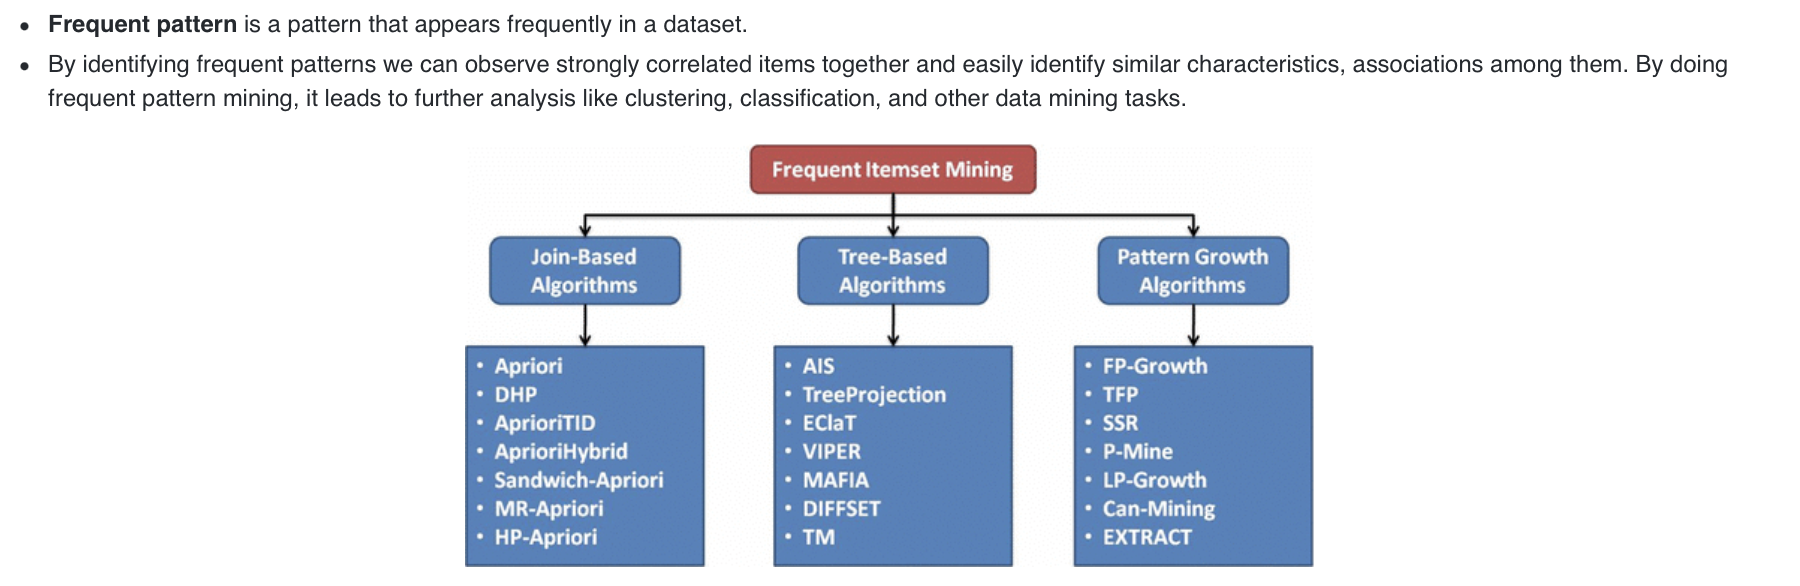 • Frequent pattern is a pattern that appears frequently in a dataset.
• By identifying frequent patterns we can observe strongly correlated items together and easily identify similar characteristics, associations among them. By doing
frequent pattern mining, it leads to further analysis like clustering, classification, and other data mining tasks.
Frequent Itemset Mining
Join-Based
Algorithms
• Apriori
• DHP
• AprioriTID
• AprioriHybrid
• Sandwich-Apriori
• MR-Apriori
• HP-Apriori
Tree-Based
Algorithms
• AIS
• TreeProjection
• EClaT
• VIPER
• MAFIA
• DIFFSET
• TM
Pattern Growth
Algorithms
• FP-Growth
• TFP
• SSR
• P-Mine
• LP-Growth
• Can-Mining
• EXTRACT